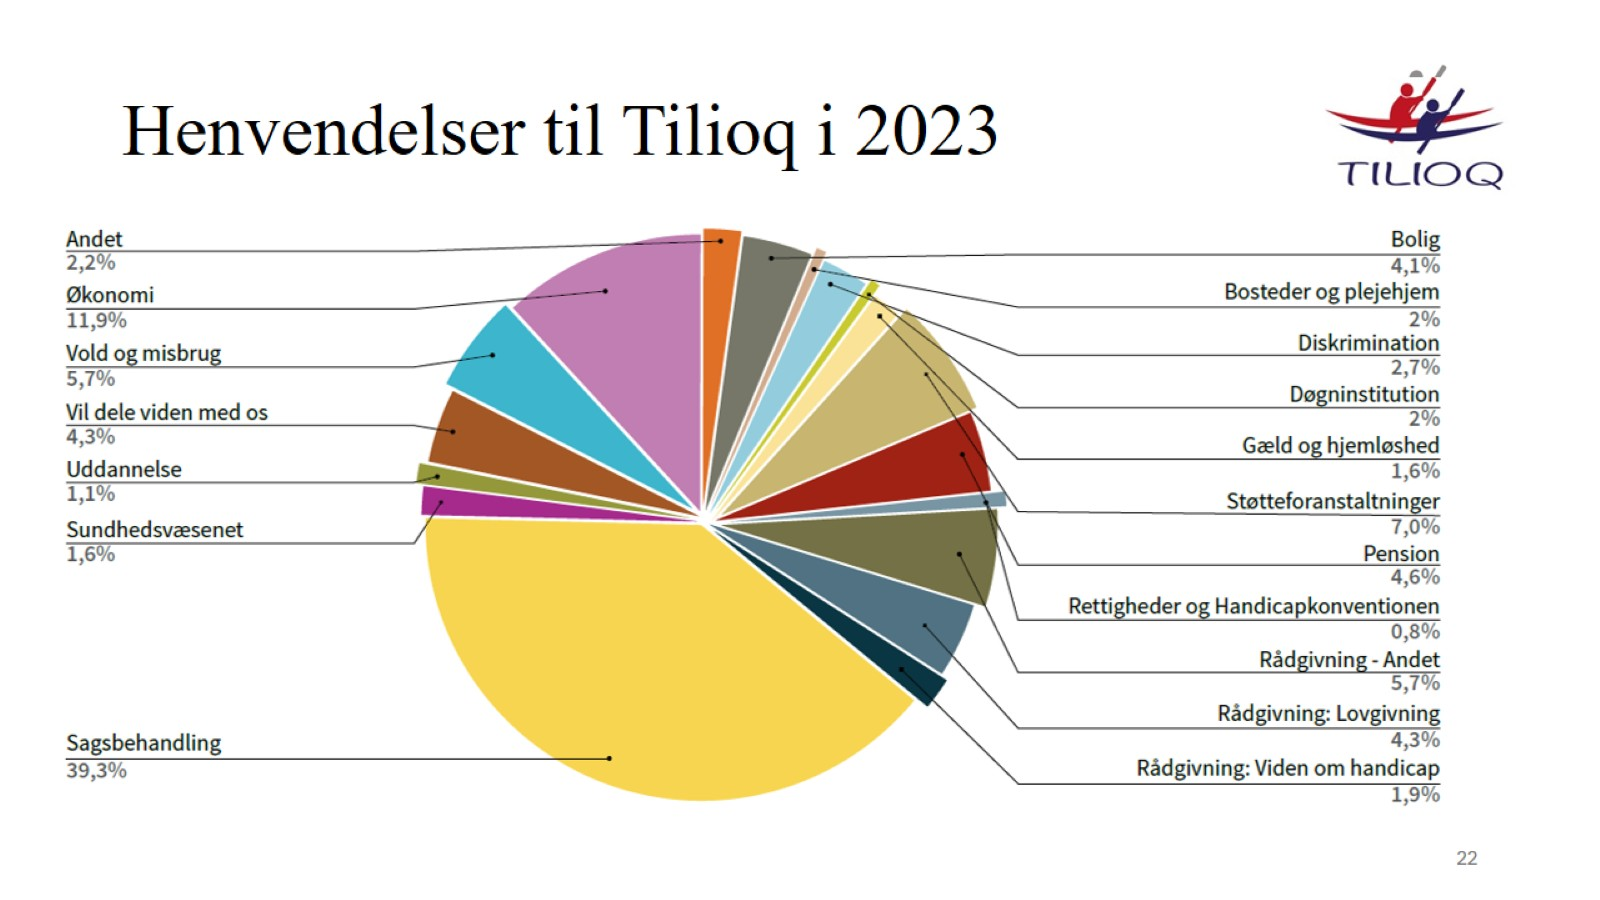 Henvendelser til Tilioq i 2023
TILIOQ
Andet
2,2%
Økonomi
11,9%
Vold og misbrug
5,7%
Vil dele viden med os
4,3%
Uddannelse
1,1%
Sundhedsvæsenet
1,6%
Sagsbehandling
39,3%
Bolig
4,1%
Bosteder og plejehjem
2%
Diskrimination
2,7%
Døgninstitution
2%
Gæld og hjemløshed
1,6%
Støtteforanstaltninger
7,0%
Pension
4,6%
Rettigheder og Handicapkonventionen
0,8%
Rådgivning - Andet
5,7%
Rådgivning: Lovgivning
4,3%
Rådgivning: Viden om handicap
1,9%
22